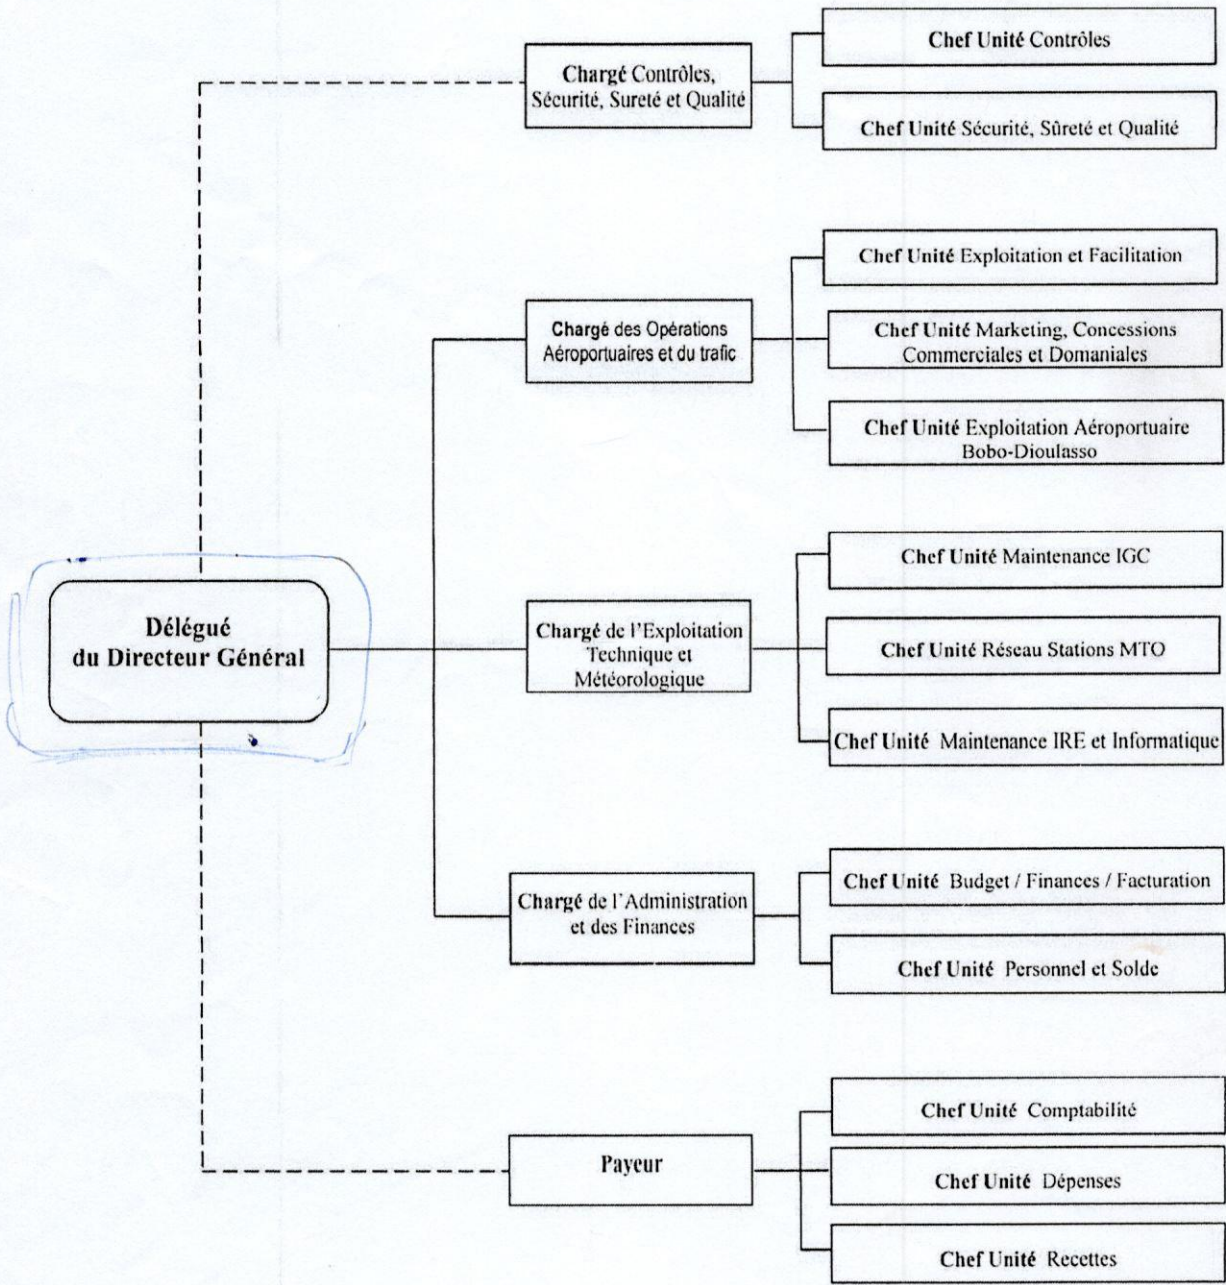 Chef Unité Contrôles
Chargé Contrôles,
Sécurité, Sureté et Qualité
Chef Unité Sécurité, Sûreté et Qualité
Chef Unité Exploitation et Facilitation
Chargé des Opérations
Aéroportuaires et du trafic
Chef Unité Marketing, Concessions
Commerciales et Domaniales
Chef Unité Exploitation Aéroportuaire
Bobo-Dioulasso
Délégué
du Directeur Général
Chef Unité Maintenance IGC
Chargé de l'Exploitation
Technique et
Météorologique
Chef Unité Réseau Stations MTO
Chef Unité Maintenance IRE et Informatique
Chargé de l'Administration
et des Finances
Chef Unité Budget / Finances / Facturation
Chef Unité Personnel et Solde
Payeur
Chef Unité Comptabilité
Chef Unité Dépenses
Chef Unité Recettes